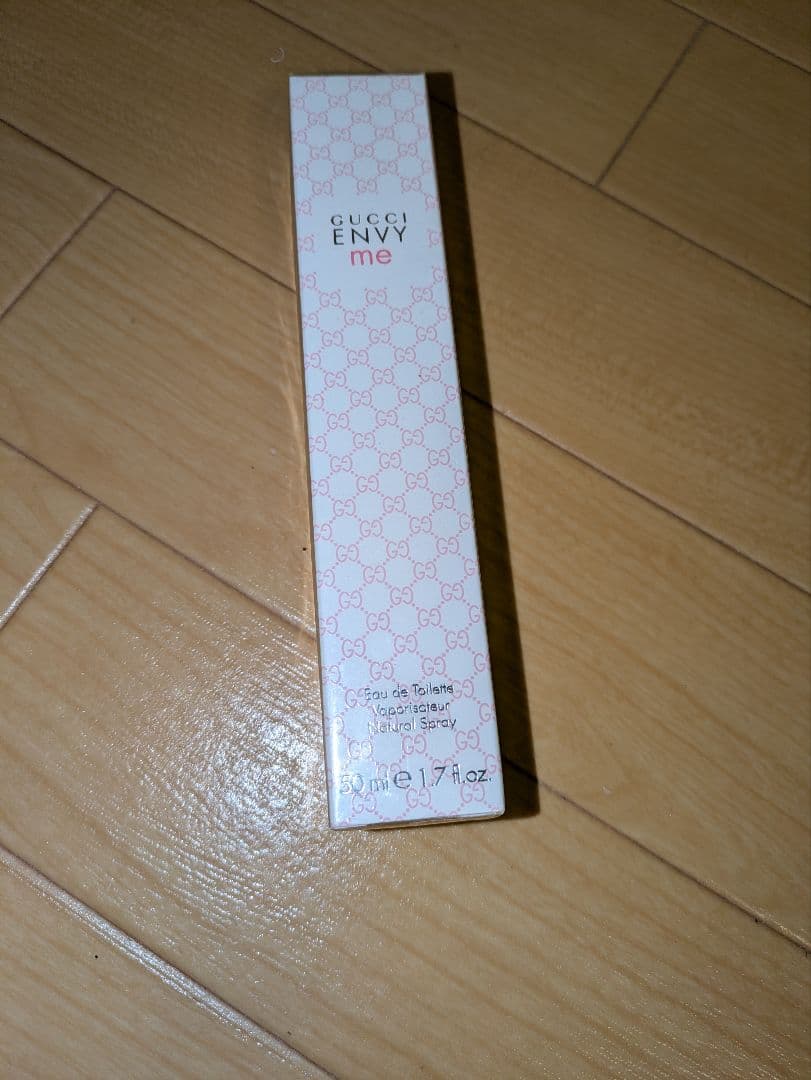 GUCCI
ENVY
me
Eau de Toilette
Vaporisateur
Natural Spray
50 ml e 1.7 fl.oz.